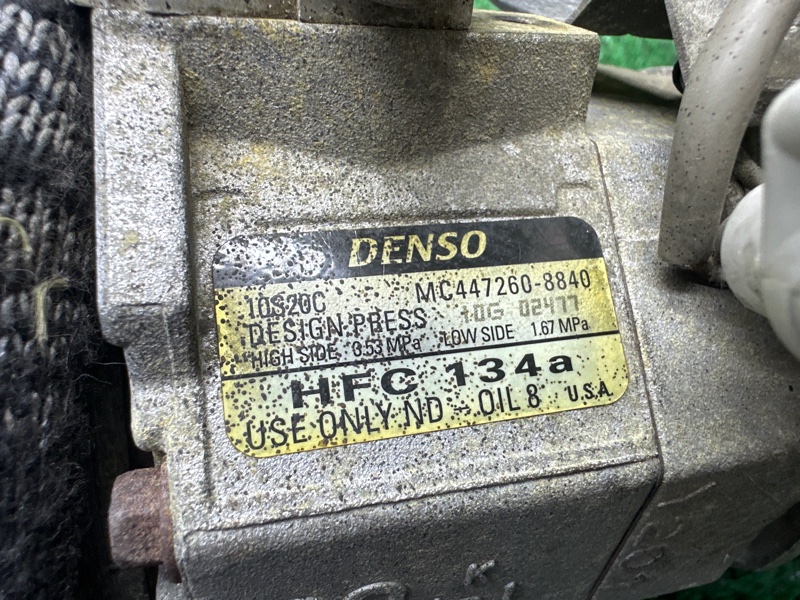 DENSO
10S20C MC447260-8840
DESIGN PRESS 02477
HIGH SIDE 3.53 MPa LOW SIDE 1.67 MPa
HFC 134a
USE ONLY ND-OIL 8 U.S.A.
K